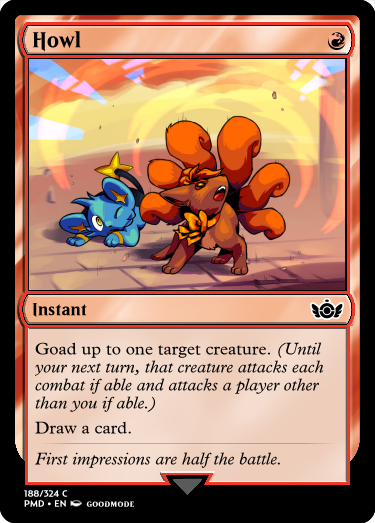 Howl
Instant
Goad up to one target creature. (Until
your next turn, that creature attacks each
combat if able and attacks a player other
than you if able.)
Draw a card.
First impressions are half the battle.
188/324 C
PMD • EN GOODMODE